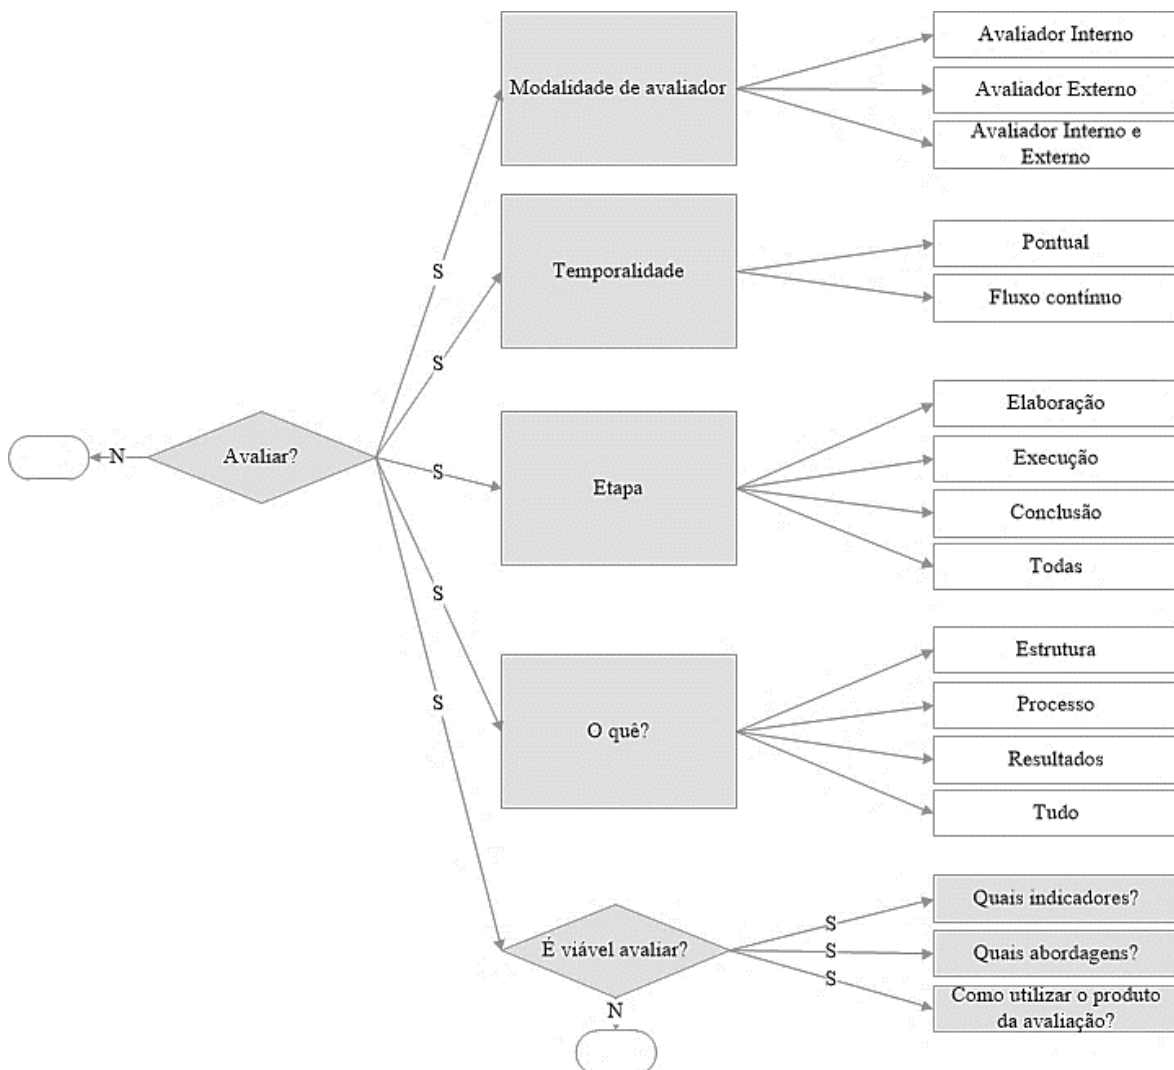 Avaliador Interno
Modalidade de avaliador
Avaliador Externo
Avaliador Interno e
Externo
S
Temporalidade
Pontual
Fluxo contínuo
S
Avaliar?
N
S
Etapa
Elaboração
Execução
Conclusão
Todas
S
O quê?
Estrutura
Processo
Resultados
Tudo
S
É viável avaliar?
S
Quais indicadores?
S
Quais abordagens?
S
Como utilizar o produto
da avaliação?
N